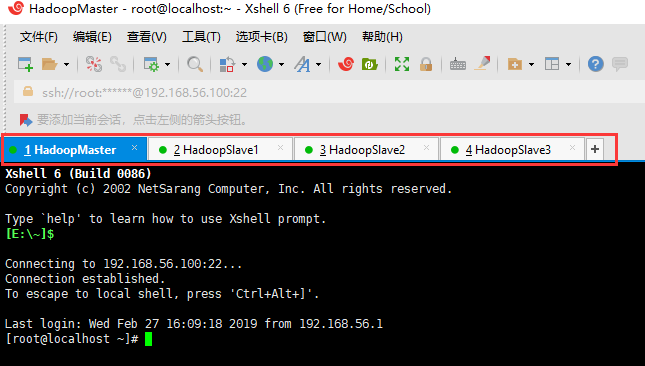 HadoopMaster - root@localhost:~ - Xshell 6 (Free for Home/School)
文件(F) 编辑(E) 查看(V) 工具(T) 选项卡(B) 窗口(W) 帮助(H)
ssh://root:******@192.168.56.100:22
要添加当前会话，点击左侧的箭头按钮。
1 HadoopMaster × 2 HadoopSlave1 × 3 HadoopSlave2 × 4 HadoopSlave3 × +
Xshell 6 (Build 0086)
Copyright (c) 2002 NetSarang Computer, Inc. All rights reserved.
Type `help' to learn how to use Xshell prompt.
[E:\~]$
Connecting to 192.168.56.100:22...
Connection established.
To escape to local shell, press 'Ctrl+Alt+]'.
Last login: Wed Feb 27 16:09:18 2019 from 192.168.56.1
[root@localhost ~]#